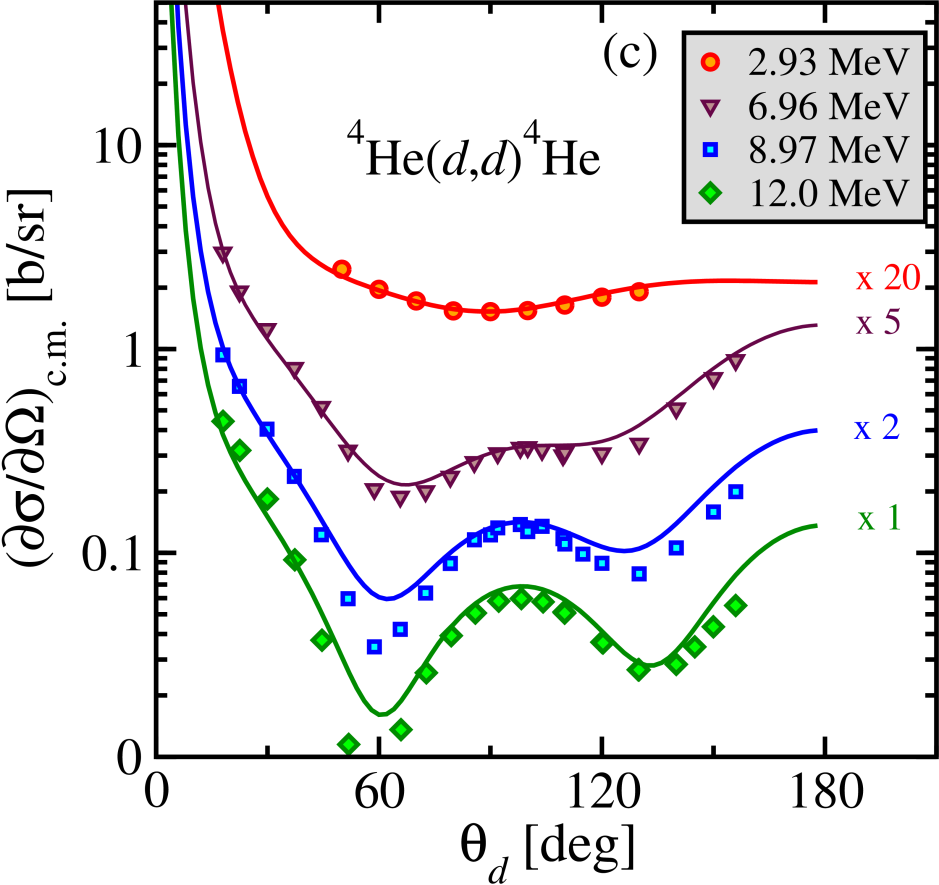 (c)
2.93 MeV
6.96 MeV
8.97 MeV
12.0 MeV
⁴He(d,d)⁴He
10
1
0.1
0
x 20
x 5
x 2
x 1
0
60
120
180
θd [deg]
(∂σ/∂Ω)c.m. [b/sr]